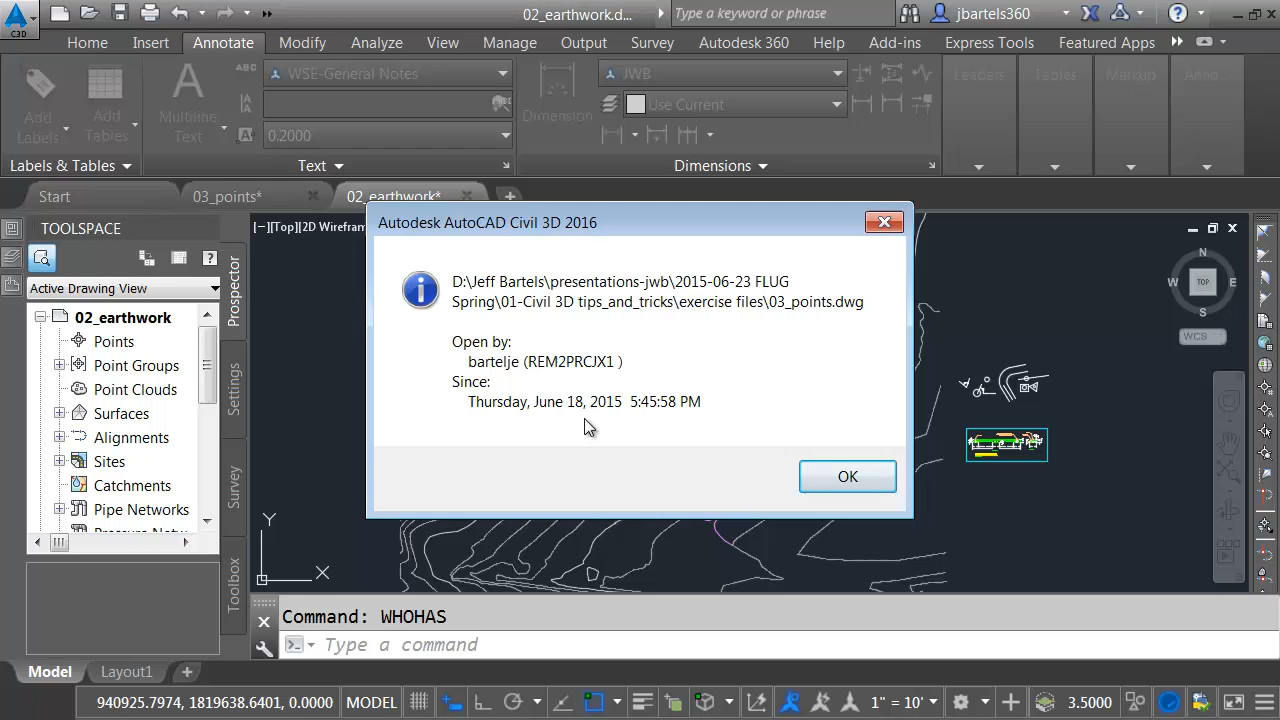 02_earthwork.d...
Type a keyword or phrase
jbartels360
C3D
Home Insert Annotate Modify Analyze View Manage Output Survey Autodesk 360 Help Add-ins Express Tools Featured Apps
Add Labels
Add Tables
Multiline Text
ABC
WSE-General Notes
0.2000
Dimension
JWB
Use Current
Leaders
Tables
Markup
Anno...
Labels & Tables
Text
Dimensions
Start
03_points*
02_earthwork*
TOOLSPACE
Active Drawing View
02_earthwork
Points
Point Groups
Point Clouds
Surfaces
Alignments
Sites
Catchments
Pipe Networks
Prospector
Settings
Survey
Toolbox
[−][Top][2D Wirefram
Autodesk AutoCAD Civil 3D 2016
D:\Jeff Bartels\presentations-jwb\2015-06-23 FLUG
Spring\01-Civil 3D tips_and_tricks\exercise files\03_points.dwg
Open by:
bartelje (REM2PRCJX1 )
Since:
Thursday, June 18, 2015  5:45:58 PM
OK
N
W
TOP
E
S
WCS
Y
X
Command: WHOHAS
Type a command
Model
Layout1
940925.7974, 1819638.6401, 0.0000
MODEL
1" = 10'
3.5000